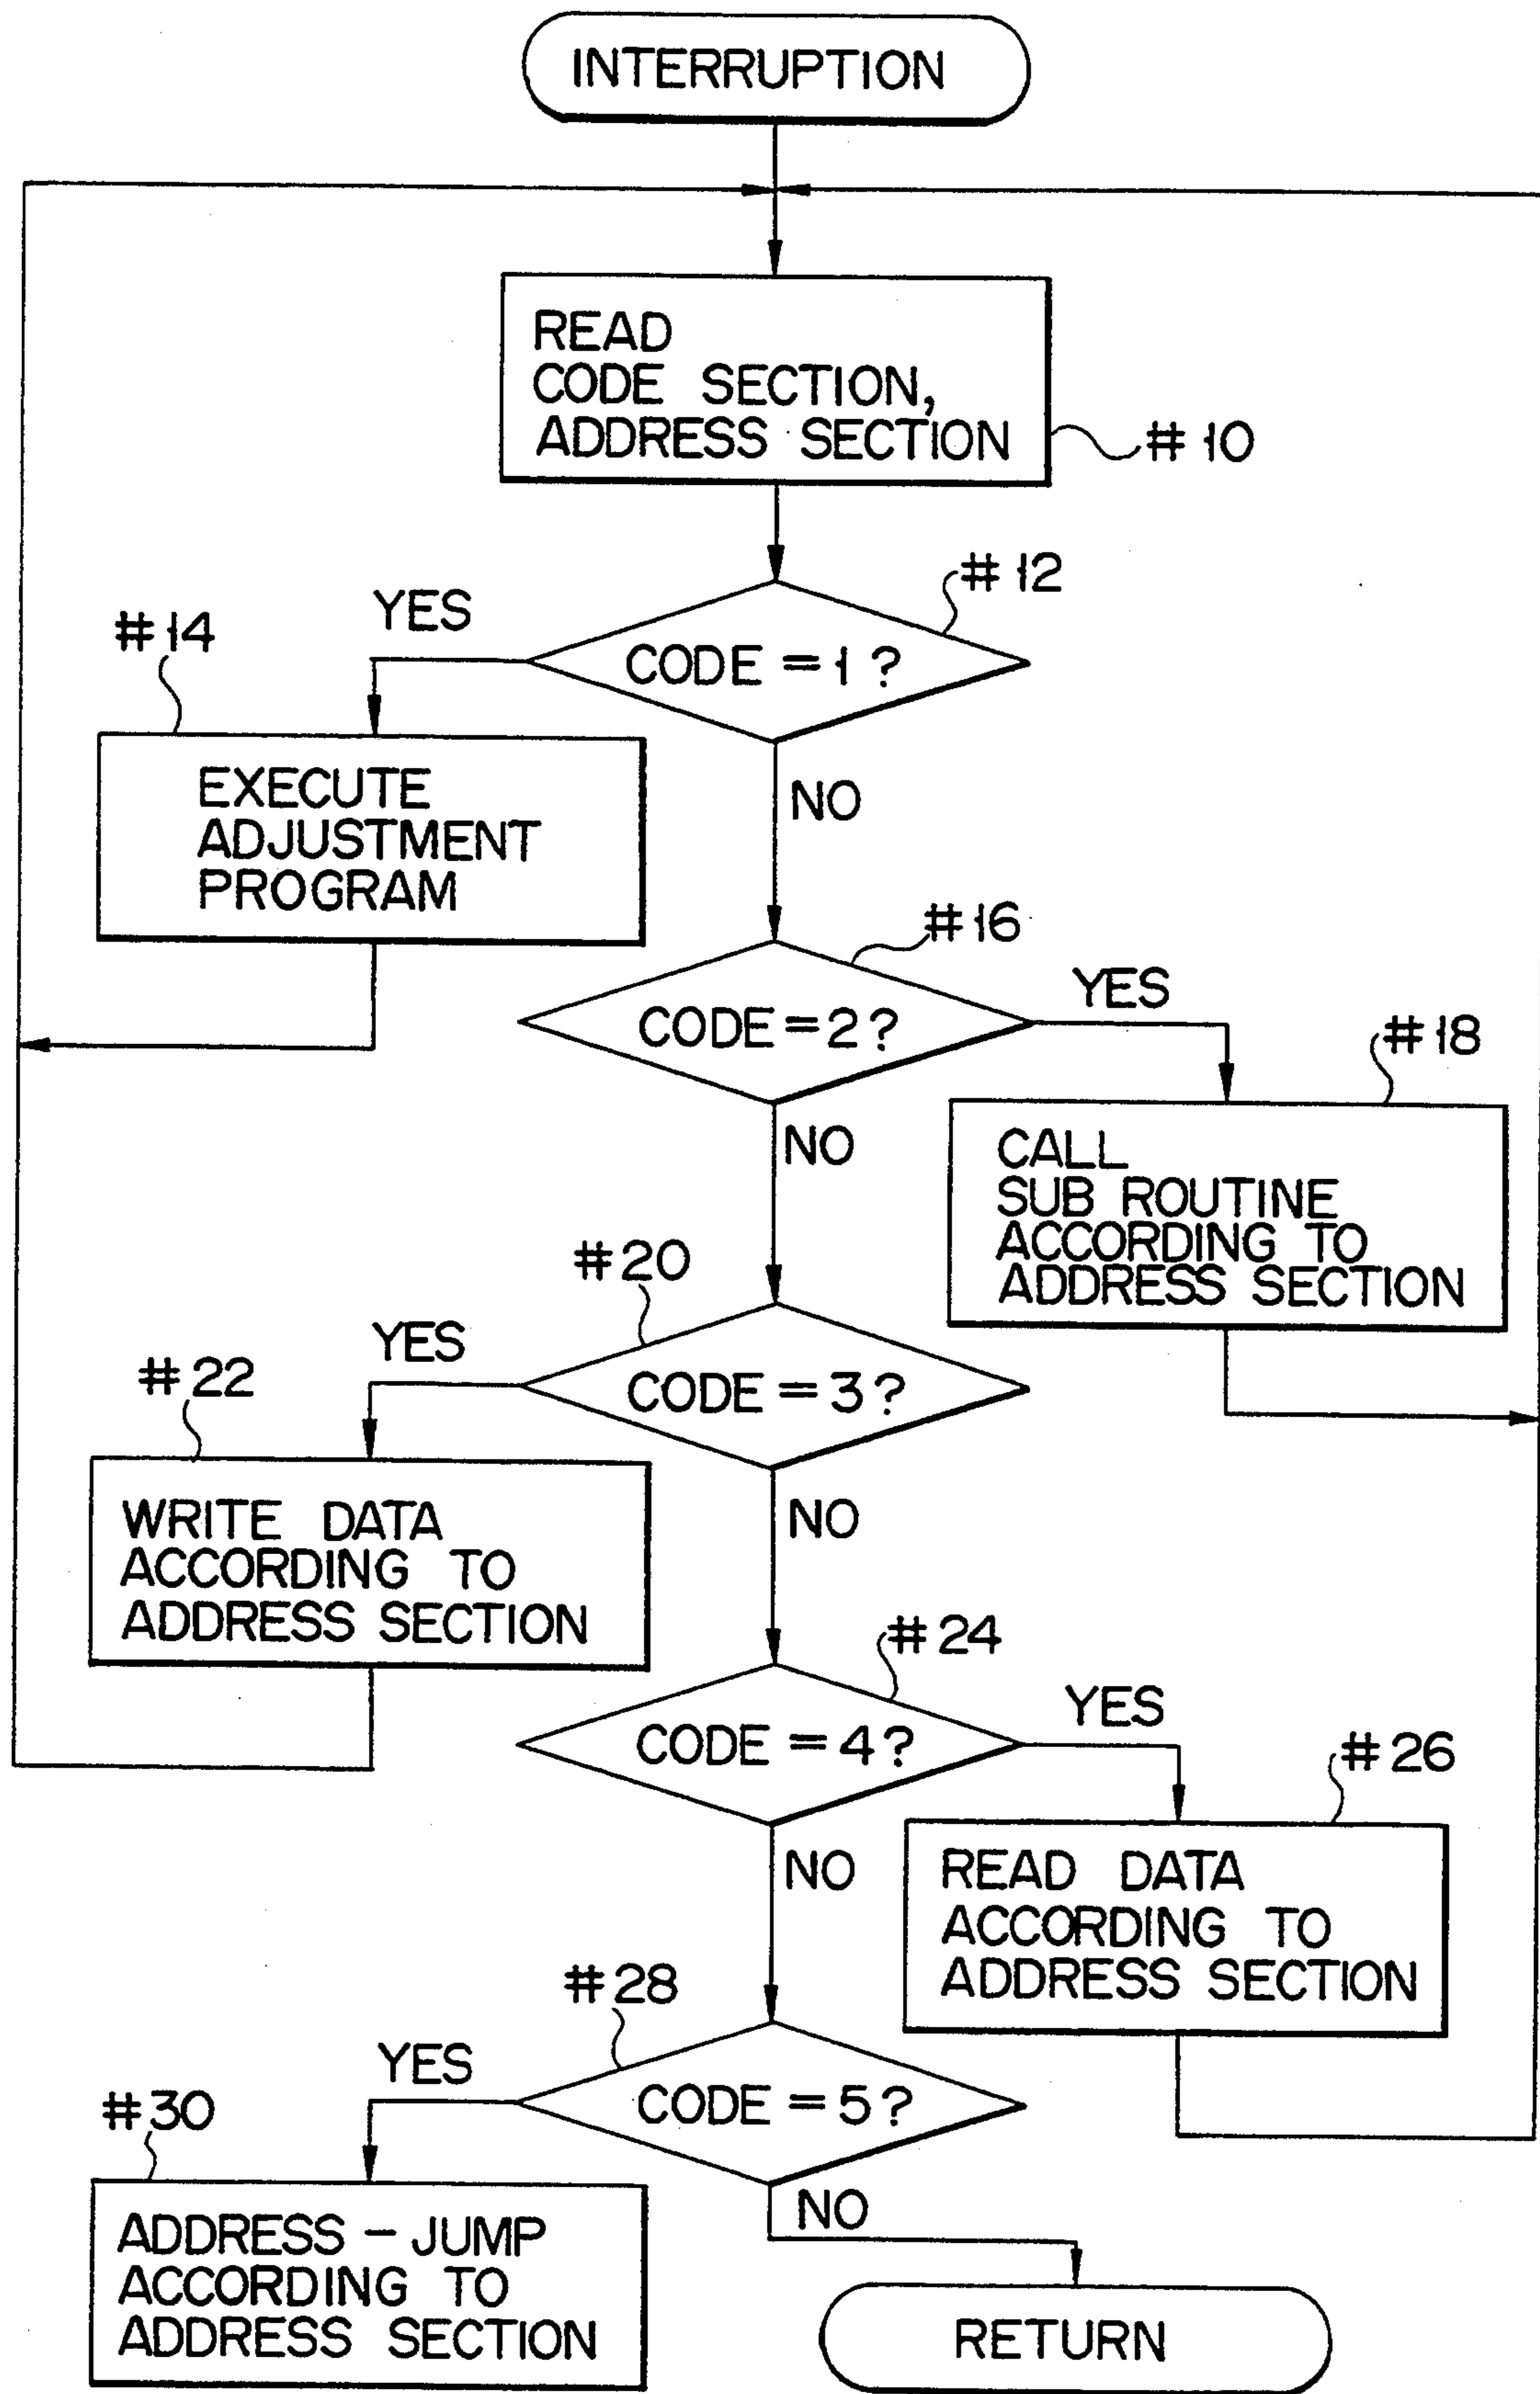 INTERRUPTION
READ
CODE SECTION,
ADDRESS SECTION
# 10
# 12
YES
# 14
CODE = 1 ?
EXECUTE
ADJUSTMENT
PROGRAM
NO
# 16
YES
CODE = 2 ?
# 18
NO
CALL
SUB ROUTINE
ACCORDING TO
ADDRESS SECTION
# 20
YES
# 22
CODE = 3 ?
WRITE DATA
ACCORDING TO
ADDRESS SECTION
NO
# 24
YES
CODE = 4 ?
# 26
NO
READ DATA
ACCORDING TO
ADDRESS SECTION
# 28
YES
# 30
CODE = 5 ?
ADDRESS - JUMP
ACCORDING TO
ADDRESS SECTION
NO
RETURN